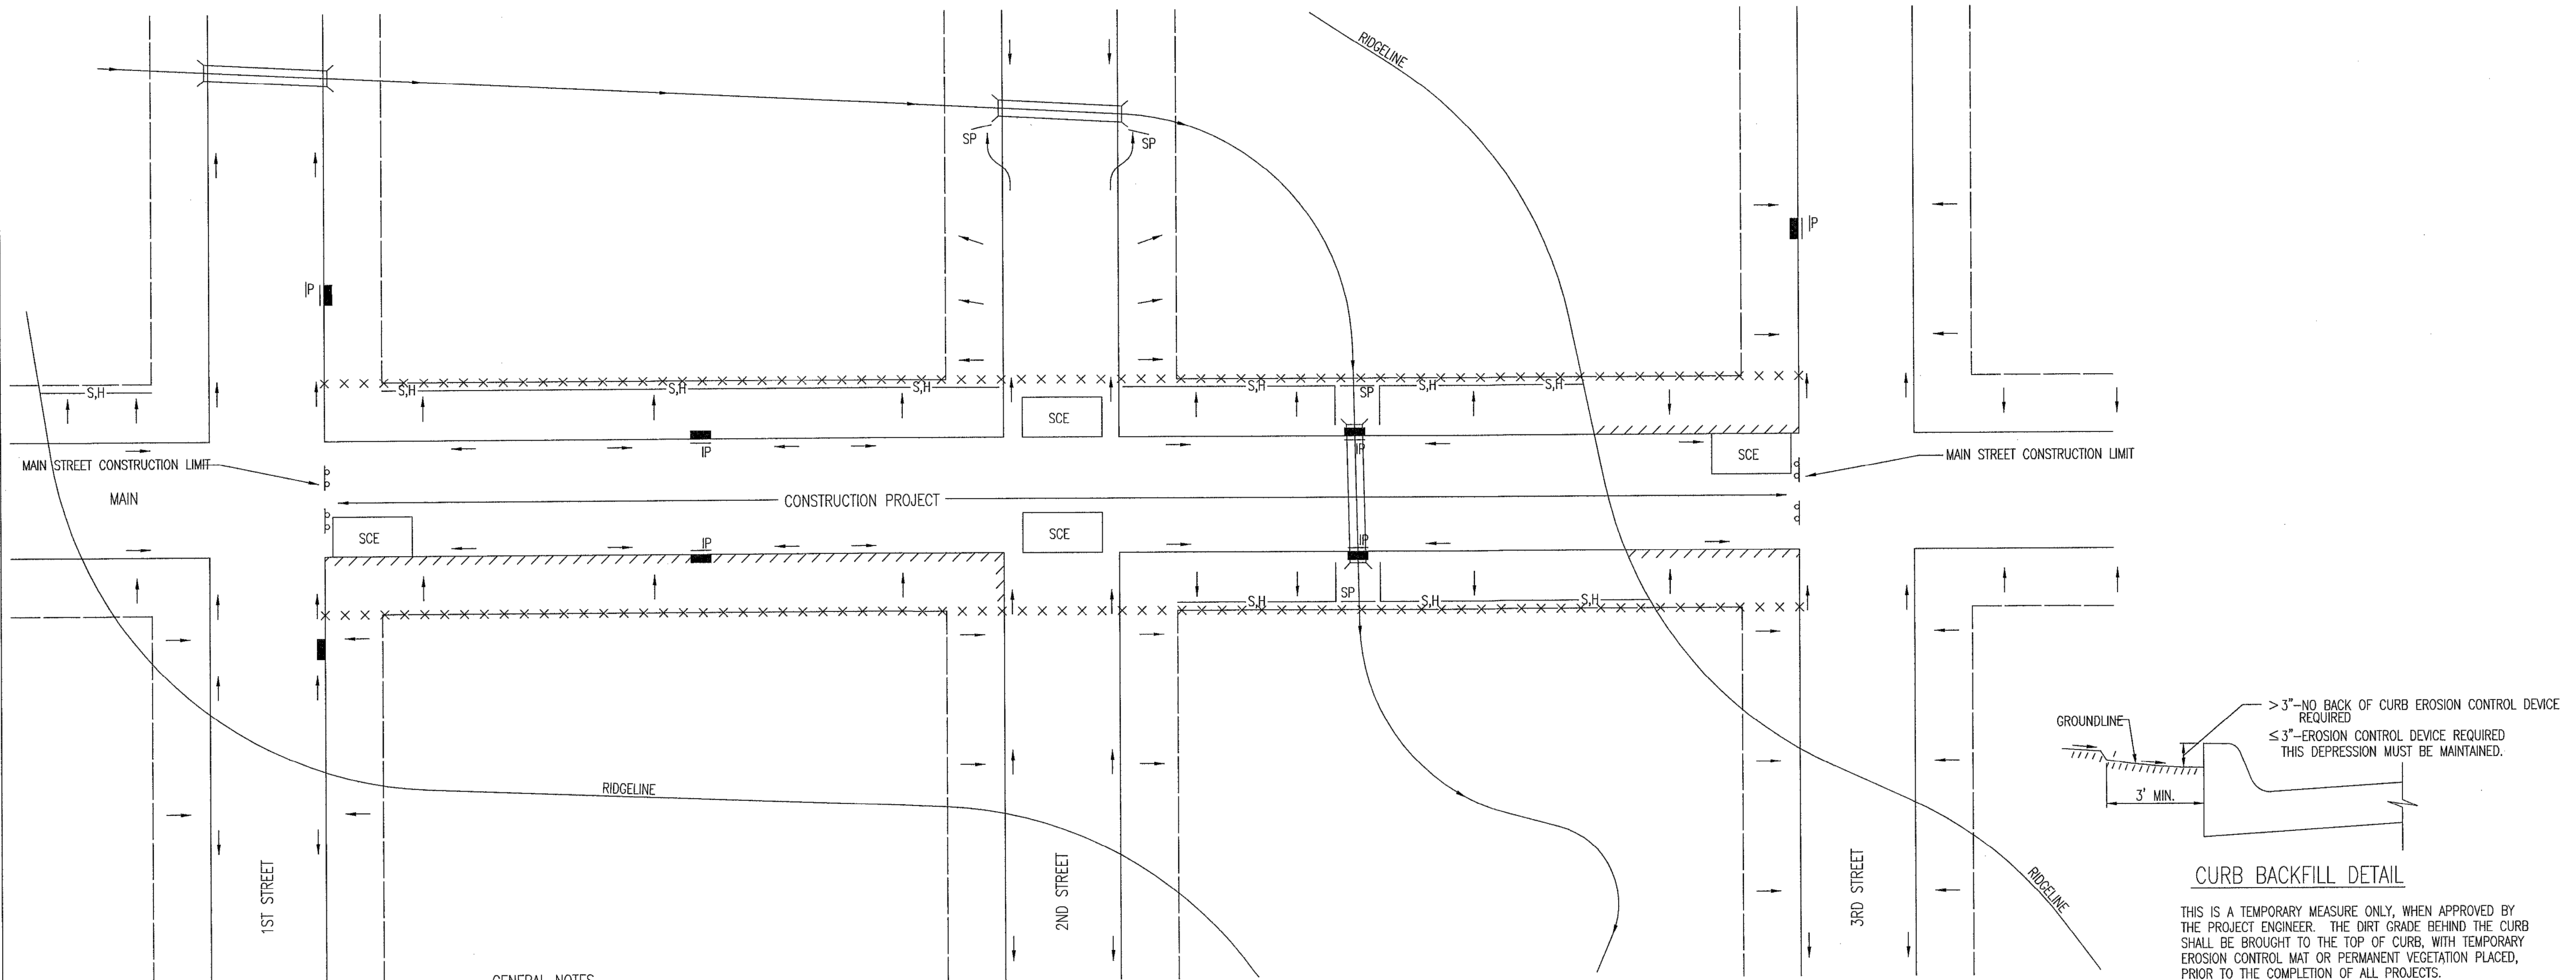 RIDGELINE
SP
SP
IP
IP
S,H
S,H
S,H
S,H
S,H
SP
S,H
S,H
SCE
IP
IP
SCE
MAIN STREET CONSTRUCTION LIMIT
MAIN STREET CONSTRUCTION LIMIT
MAIN
CONSTRUCTION PROJECT
SCE
IP
SCE
IP
S,H
SP
S,H
S,H
RIDGELINE
1ST STREET
2ND STREET
3RD STREET
RIDGELINE
GROUNDLINE
> 3"-NO BACK OF CURB EROSION CONTROL DEVICE
REQUIRED
≤ 3"-EROSION CONTROL DEVICE REQUIRED
THIS DEPRESSION MUST BE MAINTAINED.
3' MIN.
CURB BACKFILL DETAIL
THIS IS A TEMPORARY MEASURE ONLY, WHEN APPROVED BY
THE PROJECT ENGINEER. THE DIRT GRADE BEHIND THE CURB
SHALL BE BROUGHT TO THE TOP OF CURB, WITH TEMPORARY
EROSION CONTROL MAT OR PERMANENT VEGETATION PLACED,
PRIOR TO THE COMPLETION OF ALL PROJECTS.
GENERAL NOTES